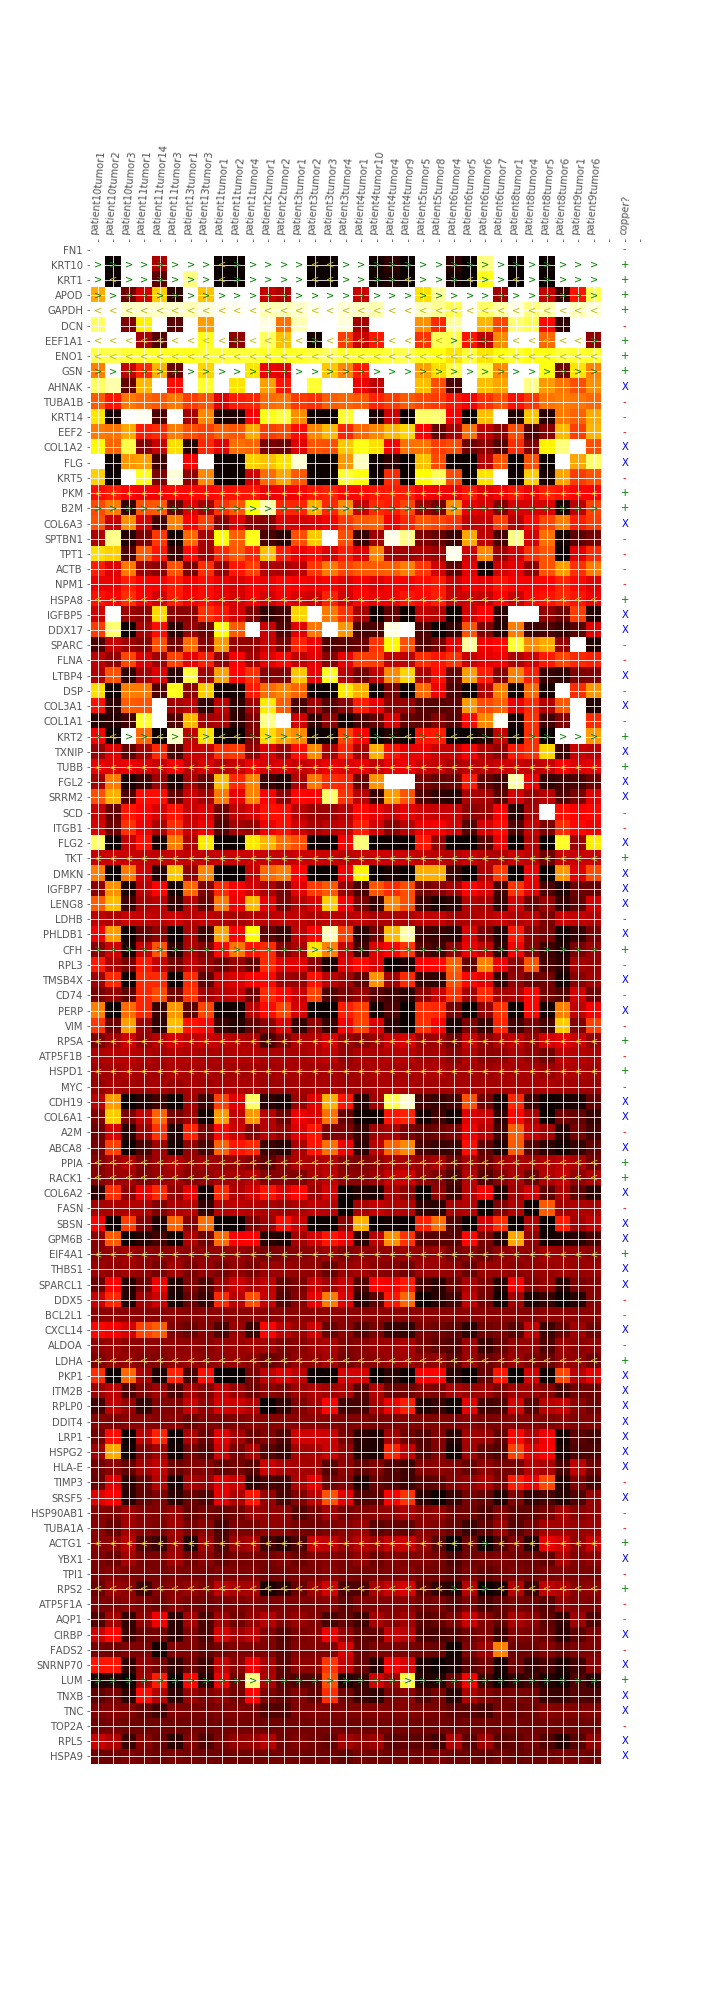 patient10tumor1
patient10tumor2
patient10tumor3
patient11tumor1
patient11tumor14
patient11tumor3
patient13tumor1
patient13tumor3
patient1tumor1
patient1tumor2
patient1tumor4
patient2tumor1
patient2tumor2
patient3tumor1
patient3tumor2
patient3tumor3
patient3tumor4
patient4tumor1
patient4tumor10
patient4tumor4
patient4tumor9
patient5tumor5
patient5tumor8
patient6tumor4
patient6tumor5
patient6tumor6
patient6tumor7
patient8tumor1
patient8tumor4
patient8tumor5
patient8tumor6
patient9tumor1
patient9tumor6
copper?
FN1 -
KRT10 +
KRT1 +
APOD +
GAPDH +
DCN -
EEF1A1 +
ENO1 +
GSN +
AHNAK X
TUBA1B -
KRT14 -
EEF2 -
COL1A2 X
FLG X
KRT5 -
PKM +
B2M +
COL6A3 X
SPTBN1 -
TPT1 -
ACTB -
NPM1 -
HSPA8 +
IGFBP5 X
DDX17 X
SPARC -
FLNA -
LTBP4 X
DSP -
COL3A1 X
COL1A1 -
KRT2 +
TXNIP X
TUBB +
FGL2 X
SRRM2 X
SCD -
ITGB1 -
FLG2 X
TKT +
DMKN X
IGFBP7 X
LENG8 X
LDHB -
PHLDB1 X
CFH +
RPL3 -
TMSB4X X
CD74 -
PERP X
VIM -
RPSA +
ATP5F1B -
HSPD1 +
MYC -
CDH19 X
COL6A1 X
A2M -
ABCA8 X
PPIA +
RACK1 +
COL6A2 X
FASN -
SBSN X
GPM6B X
EIF4A1 +
THBS1 X
SPARCL1 X
DDX5 -
BCL2L1 -
CXCL14 X
ALDOA -
LDHA +
PKP1 X
ITM2B X
RPLP0 X
DDIT4 X
LRP1 X
HSPG2 X
HLA-E X
TIMP3 -
SRSF5 X
HSP90AB1 -
TUBA1A -
ACTG1 +
YBX1 X
TPI1 -
RPS2 +
ATP5F1A -
AQP1 -
CIRBP X
FADS2 -
SNRNP70 X
LUM +
TNXB X
TNC X
TOP2A -
RPL5 X
HSPA9 X